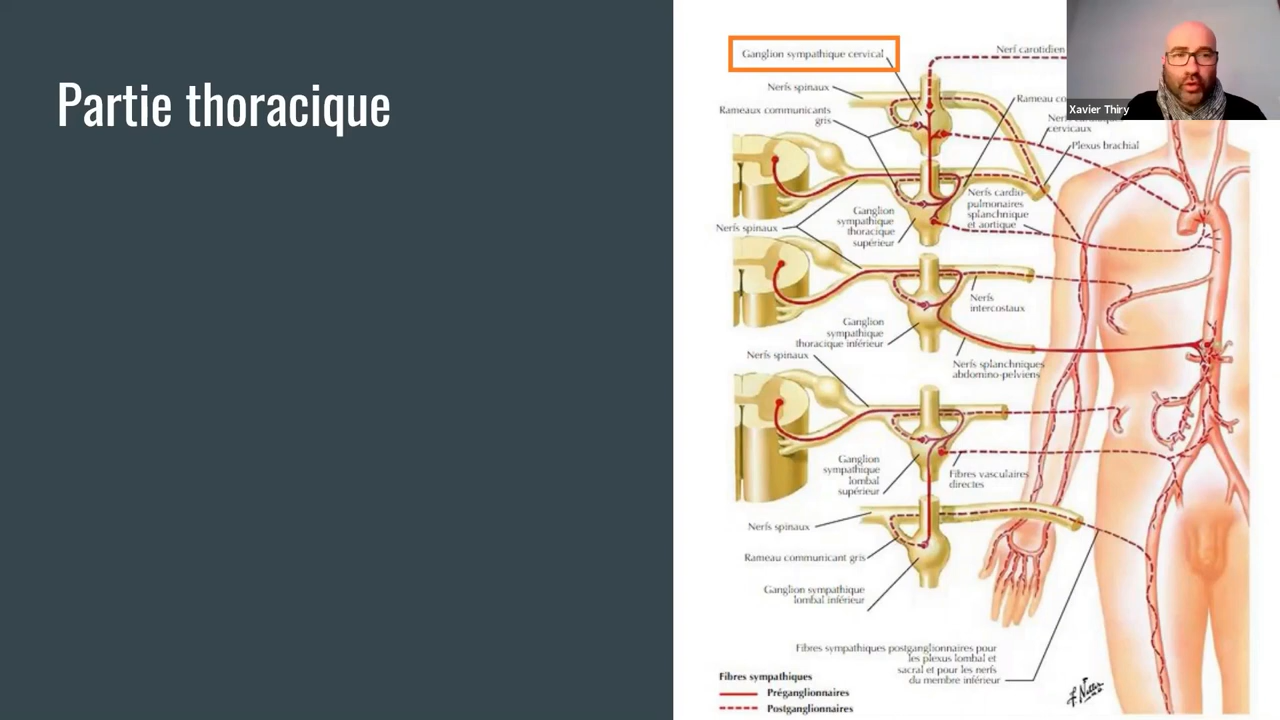 Partie thoracique
Ganglion sympathique cervical
Nerf carotidien
Xavier Thiry
Nerfs spinaux
Rameaux communicants
gris
Rameau co
cervicaux
Plexus brachial
Nerfs cardio-
pulmonaires
splanchnique
et aortique
Ganglion
sympathique
thoracique
supérieur
Nerfs spinaux
Nerfs
intercostaux
Ganglion
sympathique
thoracique inférieur
Nerfs spinaux
Nerfs splanchniques
abdomino-pelviens
Ganglion
sympathique
lombal
supérieur
Fibres vasculaires
directes
Nerfs spinaux
Rameau communicant gris
Ganglion sympathique
lombal inférieur
Fibres sympathiques postganglionnaires pour
les plexus lombal et
sacral et pour les nerfs
du membre inférieur
Fibres sympathiques
Préganglionnaires
Postganglionnaires